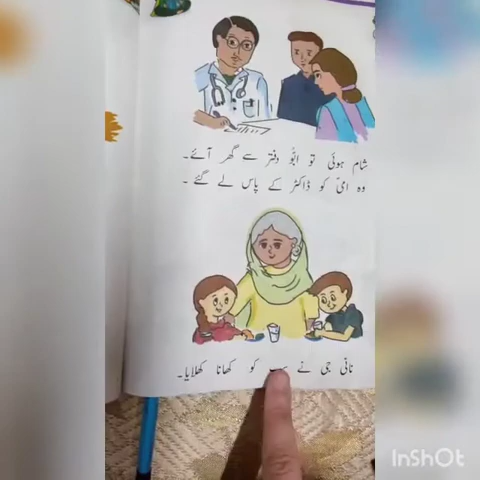 شام ہوئی تو ابّو دفتر سے گھر آئے۔
وہ امیّ کو ڈاکٹر کے پاس لے گئے۔
نانی جی نے کو کھانا کھلایا۔
InShOt